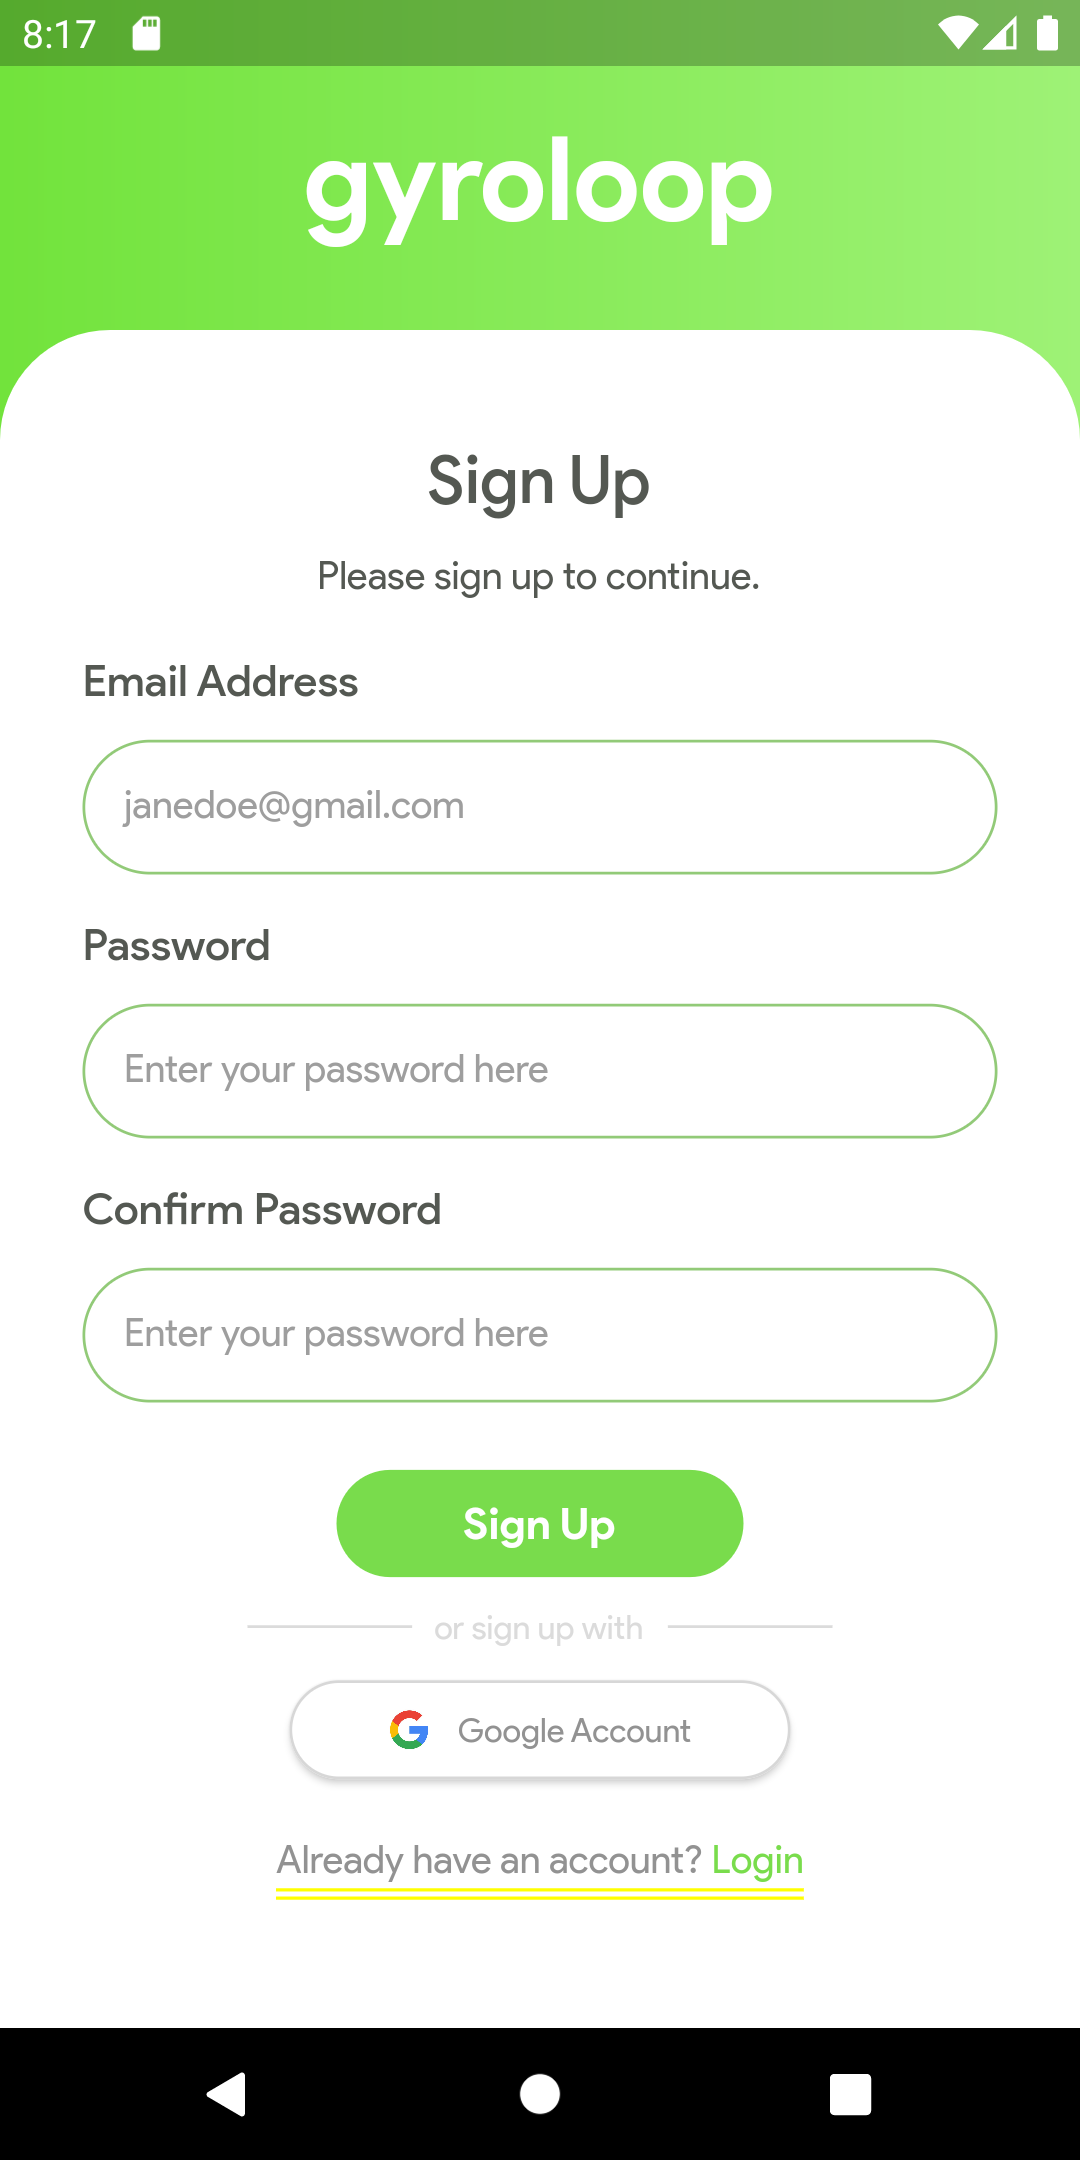 8:17
gyroloop
Sign Up
Please sign up to continue.
Email Address
janedoe@gmail.com
Password
Enter your password here
Confirm Password
Enter your password here
Sign Up
or sign up with
Google Account
Already have an account? Login